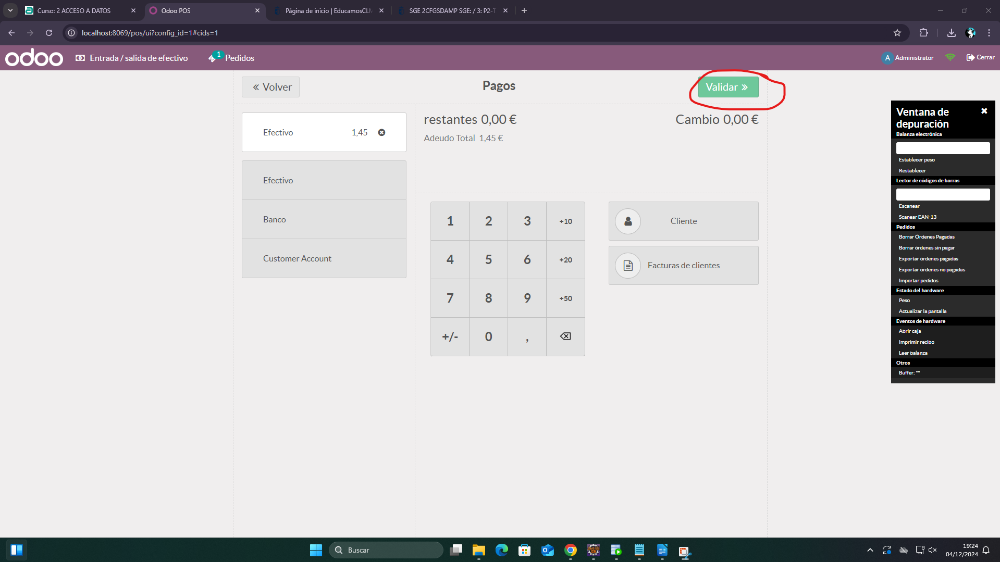 Curso: 2 ACCESO A DATOS
Odoo POS
Página de inicio | EducamosCLM
SGE 2CFGSDAMP SGE: / 3: P2-T
localhost:8069/pos/ui?config_id=1#cids=1
odoo
Entrada / salida de efectivo
1
Pedidos
A
Administrator
Cerrar
« Volver
Pagos
Validar »
Efectivo 1,45
Efectivo
Banco
Customer Account
restantes 0,00 €
Cambio 0,00 €
Adeudo Total 1,45 €
1 2 3 +10
4 5 6 +20
7 8 9 +50
+/- 0 ,
Cliente
Facturas de clientes
Ventana de
depuración
Balanza electrónica
Establecer peso
Restablecer
Lector de códigos de barras
Escanear
Scanear EAN-13
Pedidos
Borrar Órdenes Pagadas
Borrar órdenes sin pagar
Exportar órdenes pagadas
Exportar órdenes no pagadas
Importar pedidos
Estado del hardware
Peso
Actualizar la pantalla
Eventos de hardware
Abrir caja
Imprimir recibo
Leer balanza
Otros
Buffer: ""
Buscar
19:24
04/12/2024